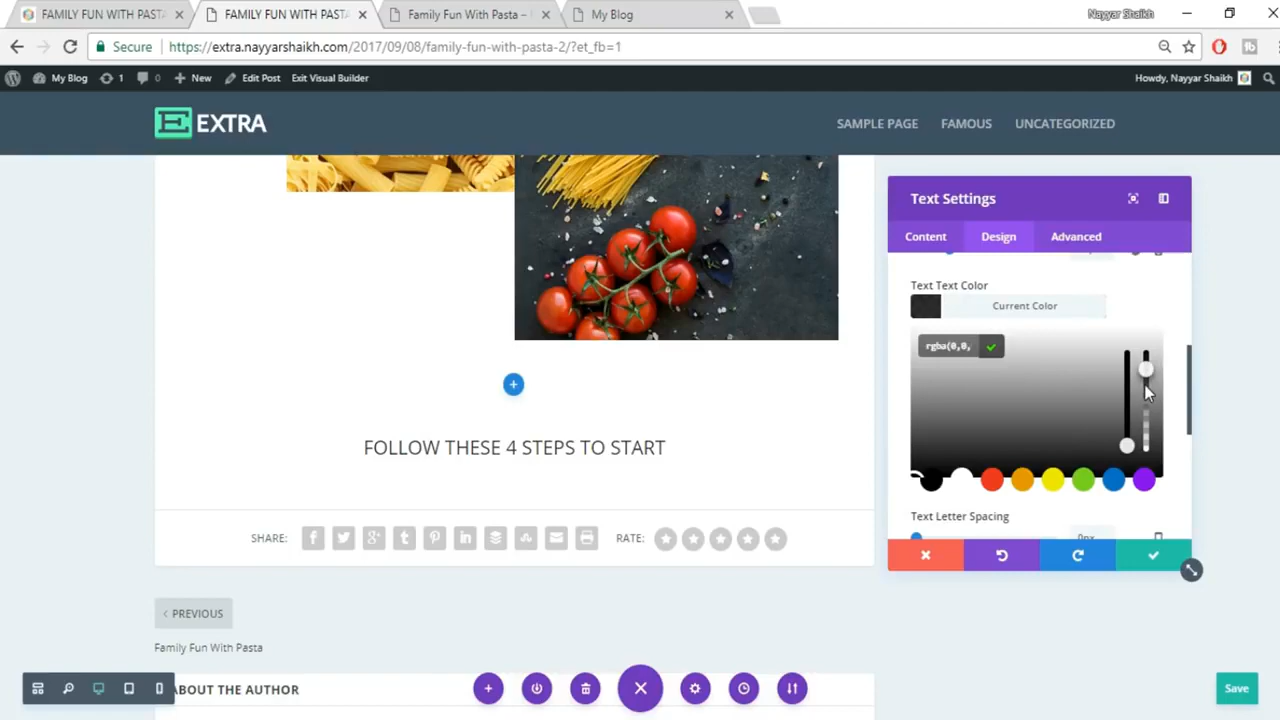 FAMILY FUN WITH PASTA
FAMILY FUN WITH PASTA
Family Fun With Pasta –
My Blog
Nayyar Shaikh
Secure
https://extra.nayyarshaikh.com/2017/09/08/family-fun-with-pasta-2/?et_fb=1
My Blog
1
0
New
Edit Post
Exit Visual Builder
Howdy, Nayyar Shaikh
E EXTRA
SAMPLE PAGE
FAMOUS
UNCATEGORIZED
Text Settings
Content
Design
Advanced
Text Text Color
Current Color
rgba(0,0,
Text Letter Spacing
0px
FOLLOW THESE 4 STEPS TO START
SHARE:
RATE:
< PREVIOUS
Family Fun With Pasta
ABOUT THE AUTHOR
Save